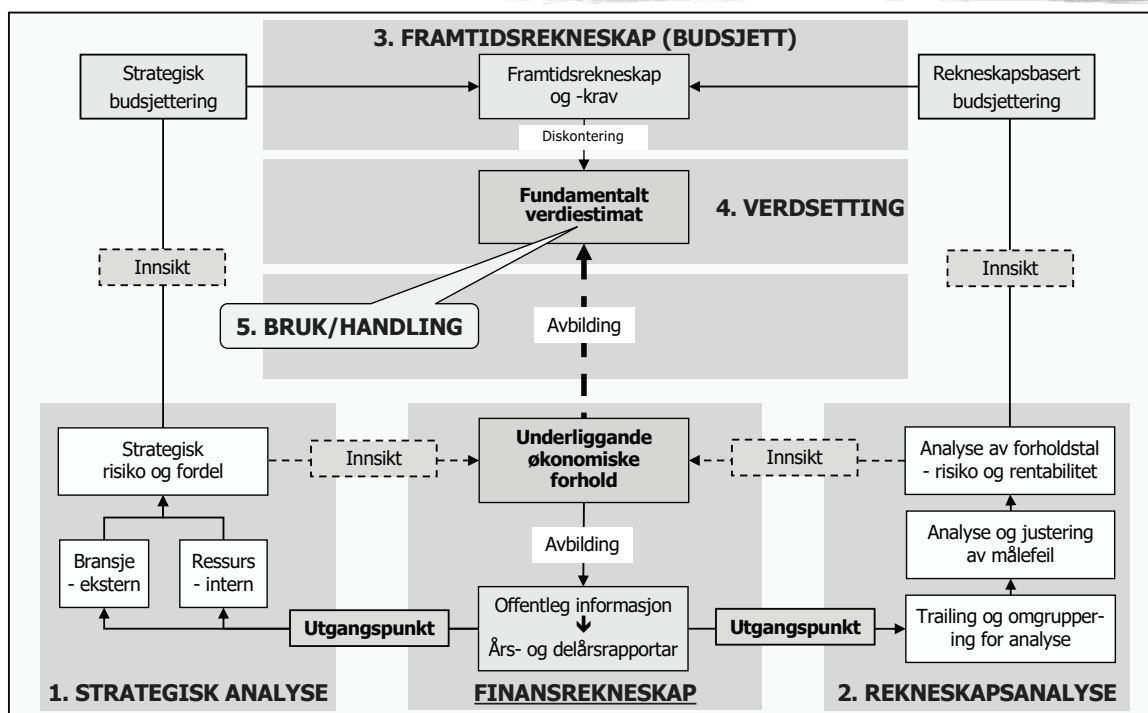 3. FRAMTIDSREKNESKAP (BUDSJETT)
Strategisk
budsjettering
Framtidsrekneskap
og -krav
Rekneskapsbasert
budsjettering
Diskontering
Fundamentalt
verdiestimat
4. VERDSETTING
Innsikt
Innsikt
5. BRUK/HANDLING
Avbilding
Strategisk
risiko og fordel
Innsikt
Underliggande
økonomiske
forhold
Innsikt
Analyse av forholdstal
- risiko og rentabilitet
Bransje
- ekstern
Ressurs
- intern
Avbilding
Analyse og justering
av målefeil
Utgangspunkt
Offentleg informasjon
Års- og delårsrapportar
Utgangspunkt
Trailing og omgrupper-
ing for analyse
1. STRATEGISK ANALYSE
FINANSREKNESKAP
2. REKNESKAPSANALYSE